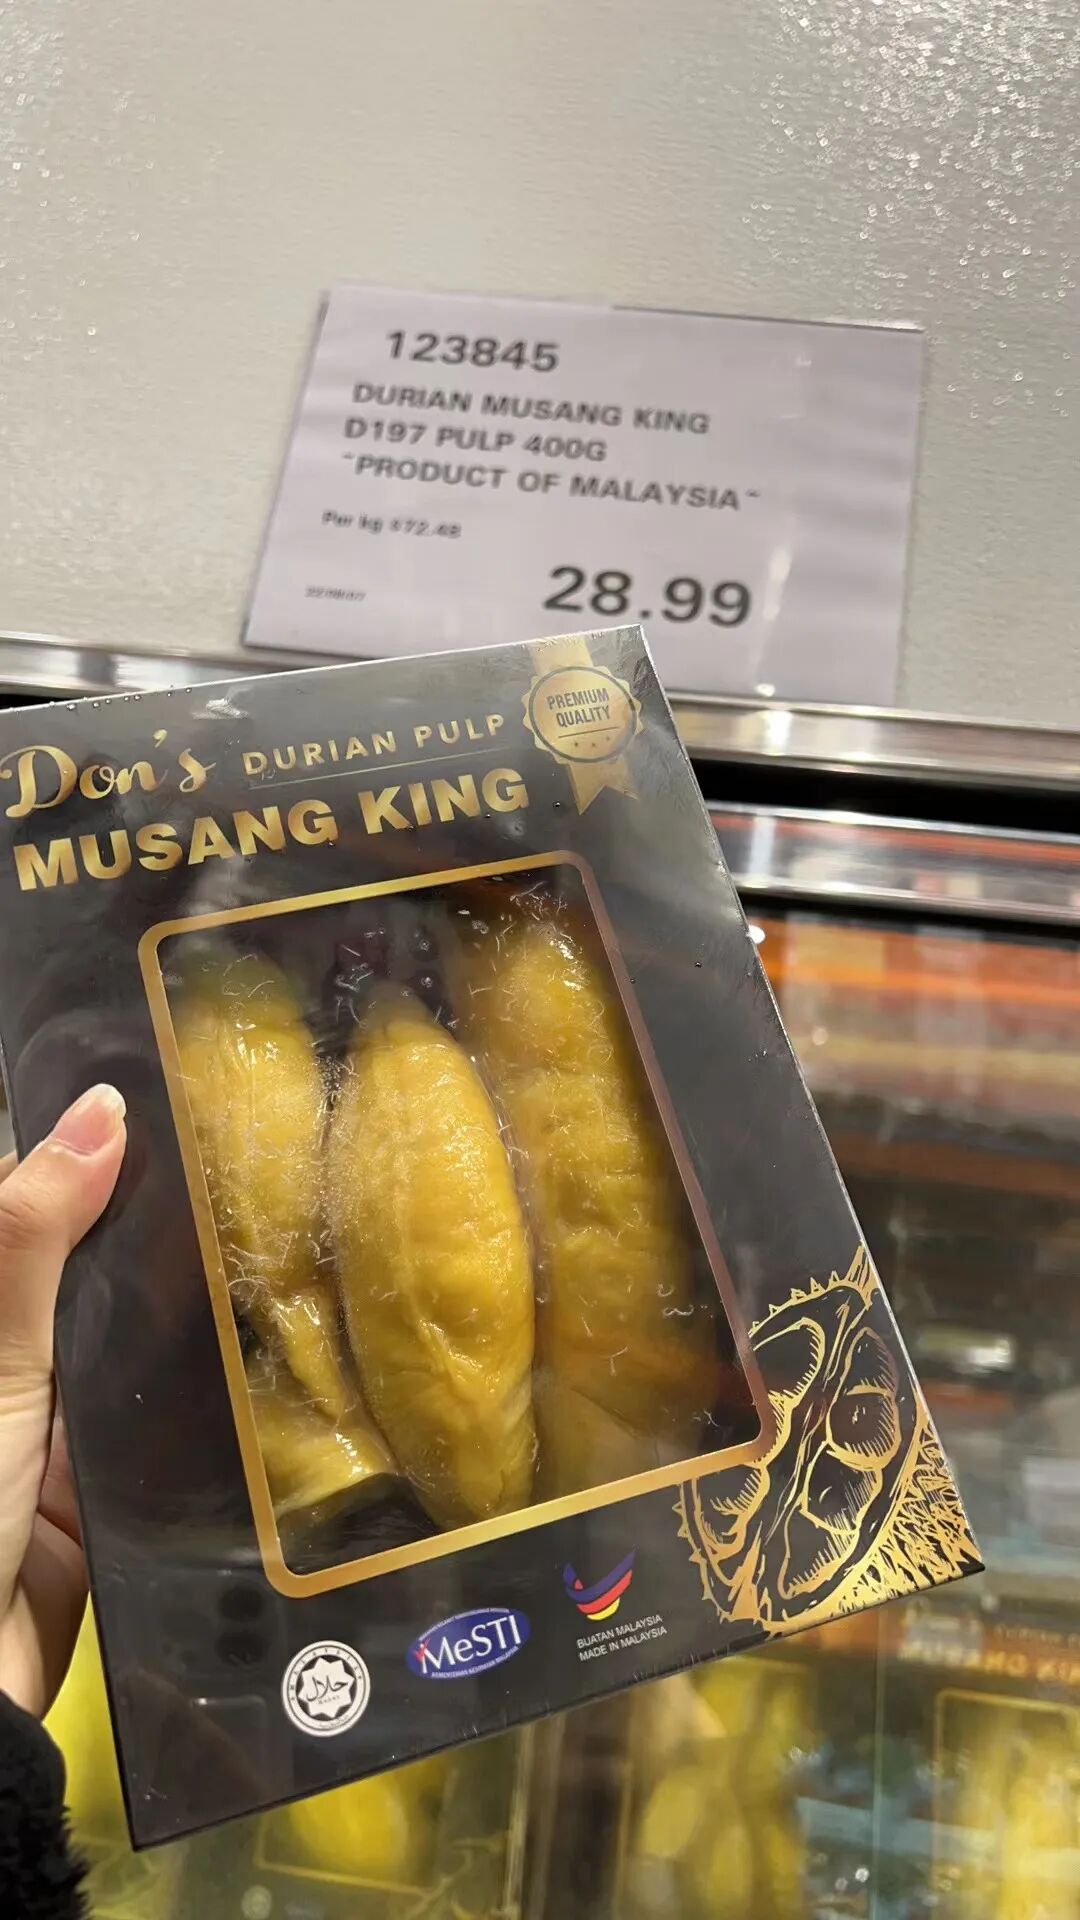 123845
DURIAN MUSANG KING
D197 PULP 400G
"PRODUCT OF MALAYSIA"
Per kg $72.48
28.99
PREMIUM
QUALITY
Don's DURIAN PULP
MUSANG KING
حلال
MeSTI
BUATAN MALAYSIA
MADE IN MALAYSIA